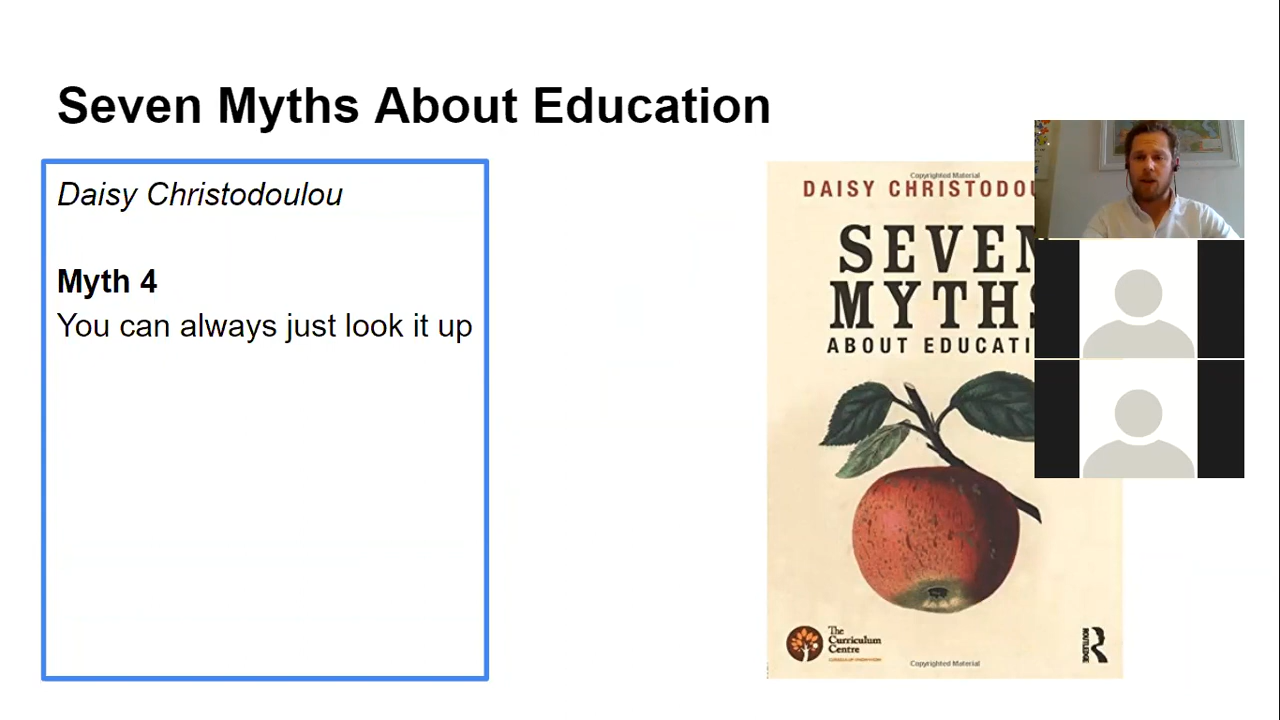 Seven Myths About Education
Daisy Christodoulou
Myth 4
You can always just look it up
Copyrighted Material
DAISY CHRISTODOU
SEVEN
MYTHS
ABOUT EDUCATI
The
Curriculum
Centre
ROUTLEDGE
Copyrighted Material